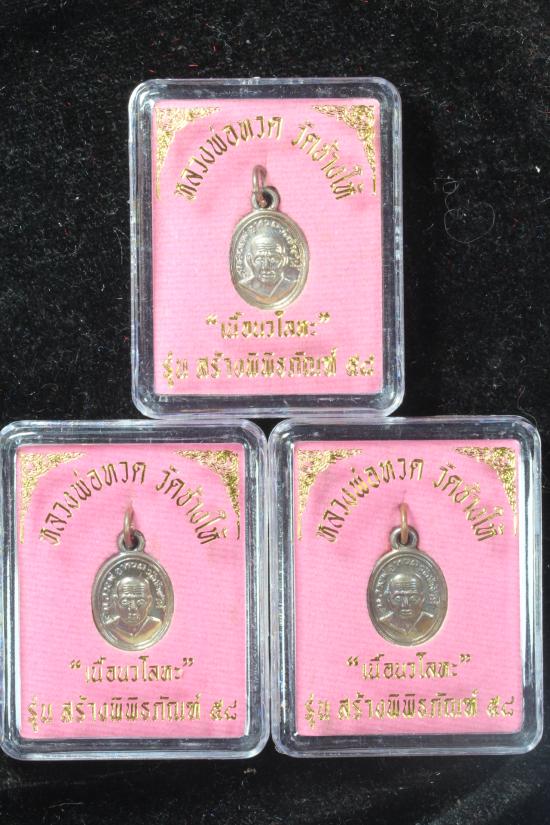 หลวงพ่อทวด วัดช้างให้
“เนื้อนวโลหะ”
รุ่น สร้างพิพิธภัณฑ์ ๕๘
หลวงพ่อทวด วัดช้างให้
“เนื้อนวโลหะ”
รุ่น สร้างพิพิธภัณฑ์ ๕๘
หลวงพ่อทวด วัดช้างให้
“เนื้อนวโลหะ”
รุ่น สร้างพิพิธภัณฑ์ ๕๘